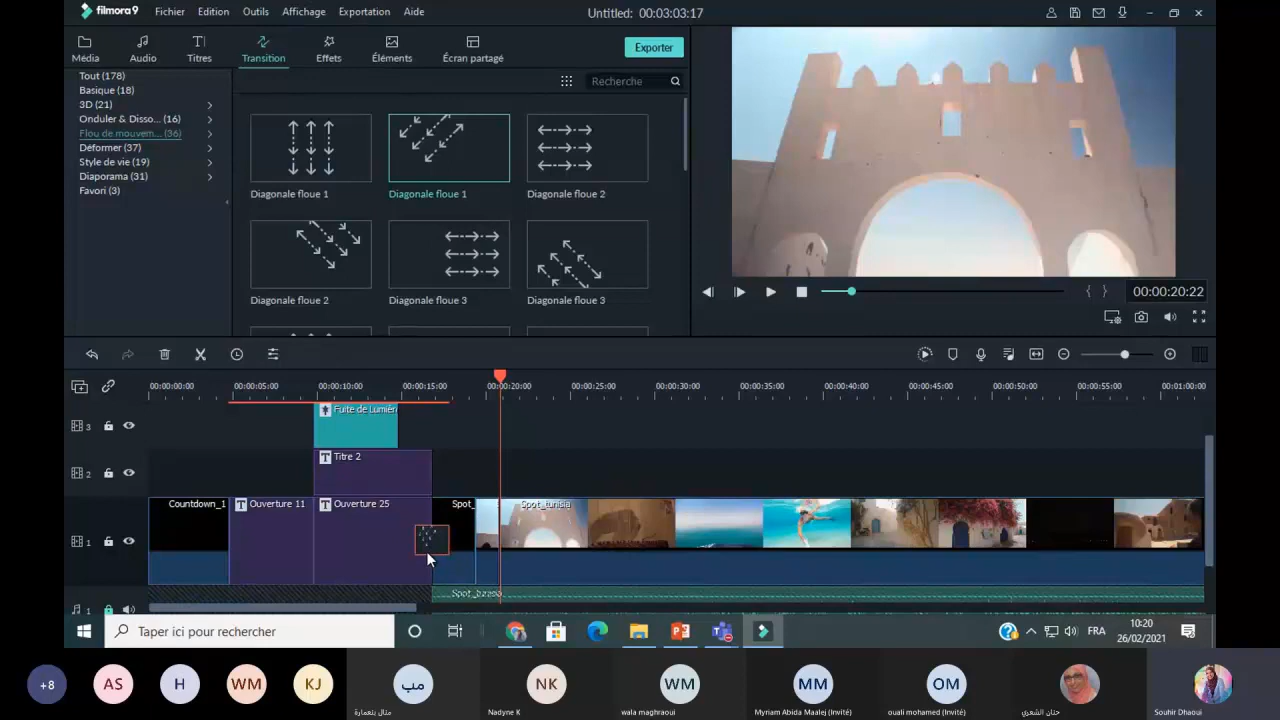 filmora9 Fichier Edition Outils Affichage Exportation Aide Untitled: 00:03:03:17
Média Audio Titres Transition Effets Éléments Écran partagé Exporter
Tout (178)
Basique (18)
3D (21)
Onduler & Disso... (16)
Flou de mouvem... (36)
Déformer (37)
Style de vie (19)
Diaporama (31)
Favori (3)
Recherche
Diagonale floue 1 Diagonale floue 1 Diagonale floue 2
Diagonale floue 2 Diagonale floue 3 Diagonale floue 3
{ } 00:00:20:22
00:00:00:00 00:00:05:00 00:00:10:00 00:00:15:00 00:00:20:00 00:00:25:00 00:00:30:00 00:00:35:00 00:00:40:00 00:00:45:00 00:00:50:00 00:00:55:00 00:01:00:00
3 Fuite de Lumièr
2 T Titre 2
1 Countdown_1 T Ouverture 11 T Ouverture 25 Spot_ Spot_tunisia
1 Spot_tunisia
Taper ici pour rechercher
FRA
10:20
26/02/2021
+8 AS H WM KJ مب NK WM MM OM
منال بنعمارة Nadyne K wala maghraoui Myriam Abida Maalej (Invité) ouali mohamed (Invité) حنان الشعري Souhir Dhaoui